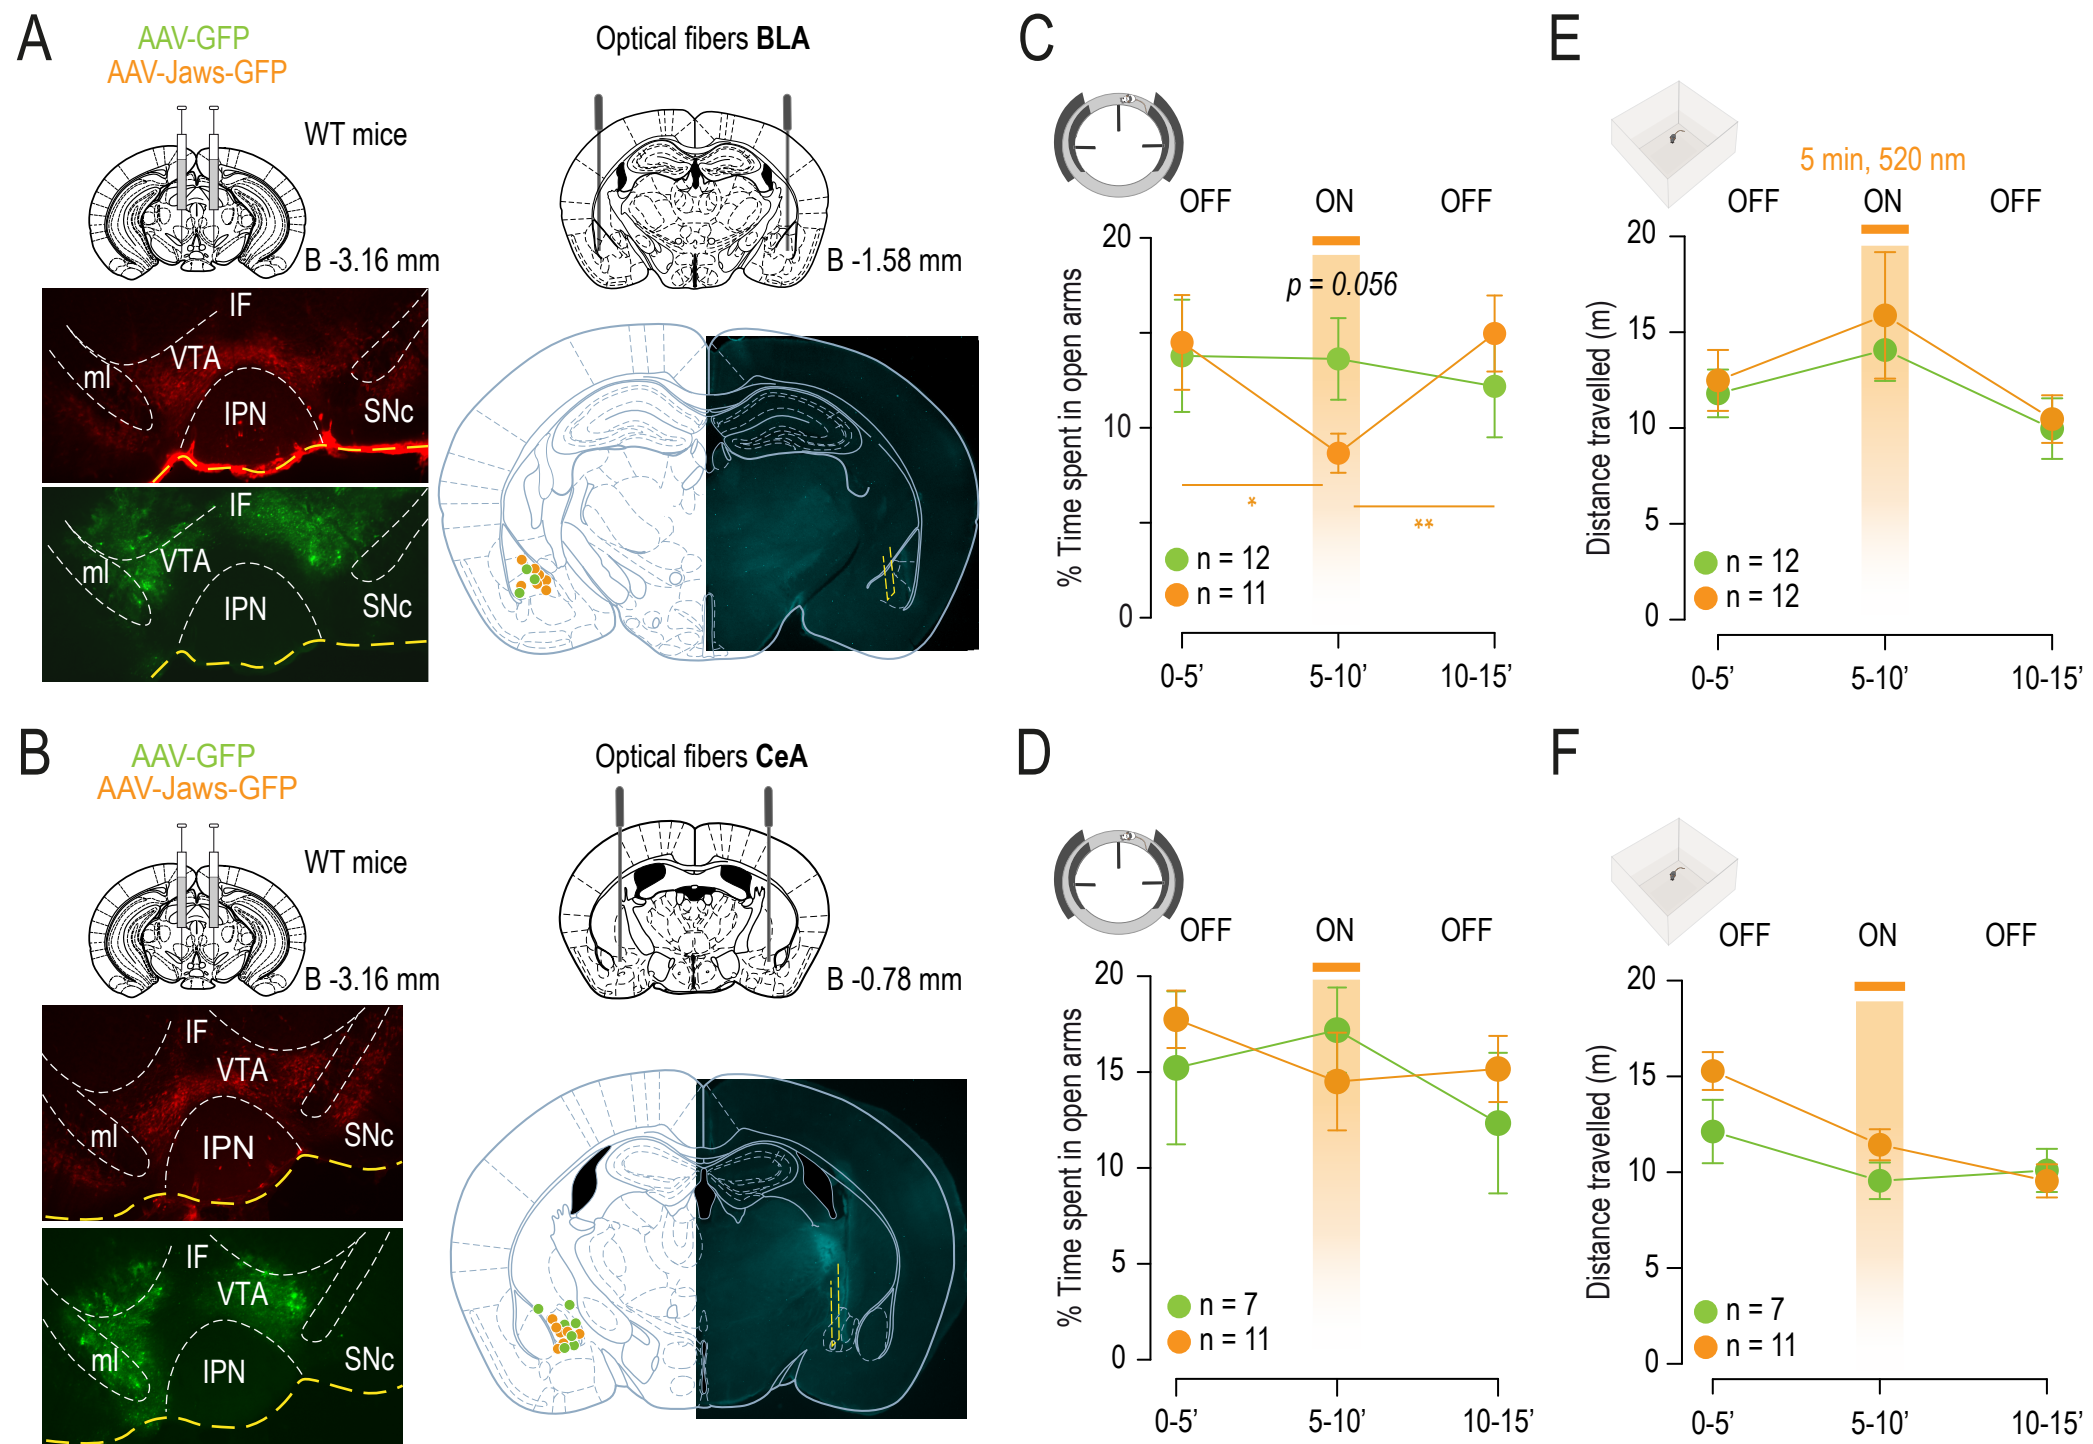 A
AAV-GFP
AAV-Jaws-GFP
WT mice
B -3.16 mm
Optical fibers BLA
B -1.58 mm
IF
VTA
ml
IPN
SNc
IF
VTA
ml
IPN
SNc
C
OFF
ON
OFF
p = 0.056
% Time spent in open arms
20
10
0
*
**
n = 12
n = 11
0-5’
5-10’
10-15’
E
5 min, 520 nm
OFF
ON
OFF
Distance travelled (m)
20
15
10
5
0
n = 12
n = 12
0-5’
5-10’
10-15’
B
AAV-GFP
AAV-Jaws-GFP
WT mice
B -3.16 mm
Optical fibers CeA
B -0.78 mm
IF
VTA
ml
IPN
SNc
IF
VTA
ml
IPN
SNc
D
OFF
ON
OFF
% Time spent in open arms
20
15
10
5
0
n = 7
n = 11
0-5’
5-10’
10-15’
F
OFF
ON
OFF
Distance travelled (m)
20
15
10
5
0
n = 7
n = 11
0-5’
5-10’
10-15’